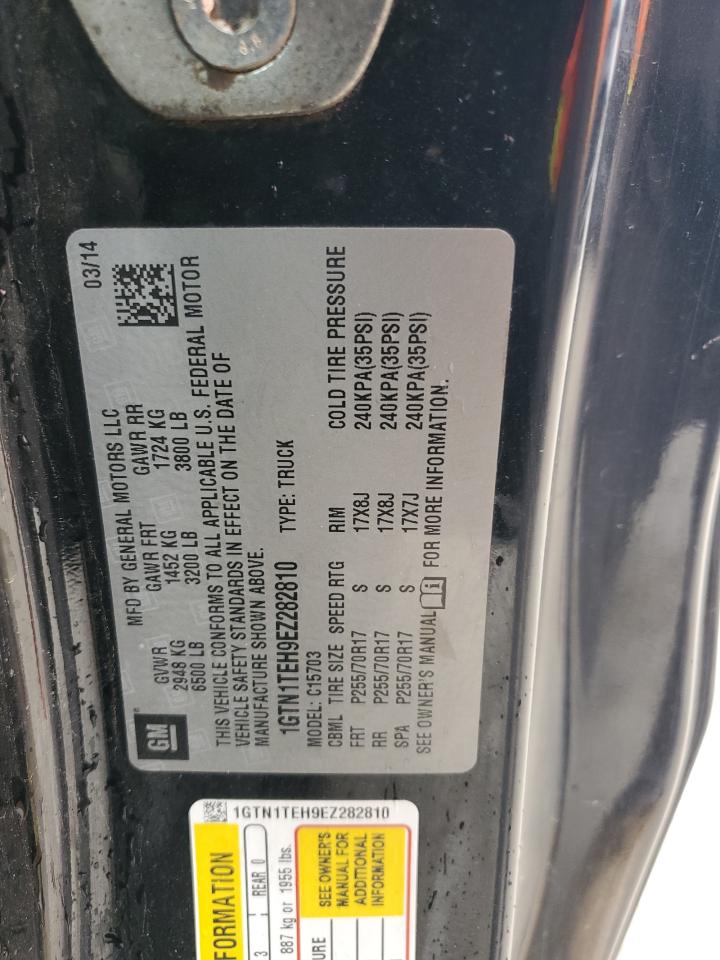 03/14
MFD BY GENERAL MOTORS LLC
GVWR GAWR FRT GAWR RR
2948 KG 1452 KG 1724 KG
6500 LB 3200 LB 3800 LB
THIS VEHICLE CONFORMS TO ALL APPLICABLE U.S. FEDERAL MOTOR
VEHICLE SAFETY STANDARDS IN EFFECT ON THE DATE OF
MANUFACTURE SHOWN ABOVE.
GM
1GTN1TEH9EZ282810 TYPE: TRUCK
MODEL: C15703
CBML TIRE SIZE SPEED RTG RIM COLD TIRE PRESSURE
FRT P255/70R17 S 17X8J 240KPA(35PSI)
RR P255/70R17 S 17X8J 240KPA(35PSI)
SPA P255/70R17 S 17X7J 240KPA(35PSI)
SEE OWNER'S MANUAL FOR MORE INFORMATION.
1GTN1TEH9EZ282810
FORMATION
3 REAR 0
887 kg or 1955 lbs.
SEE OWNER'S
MANUAL FOR
ADDITIONAL
INFORMATION